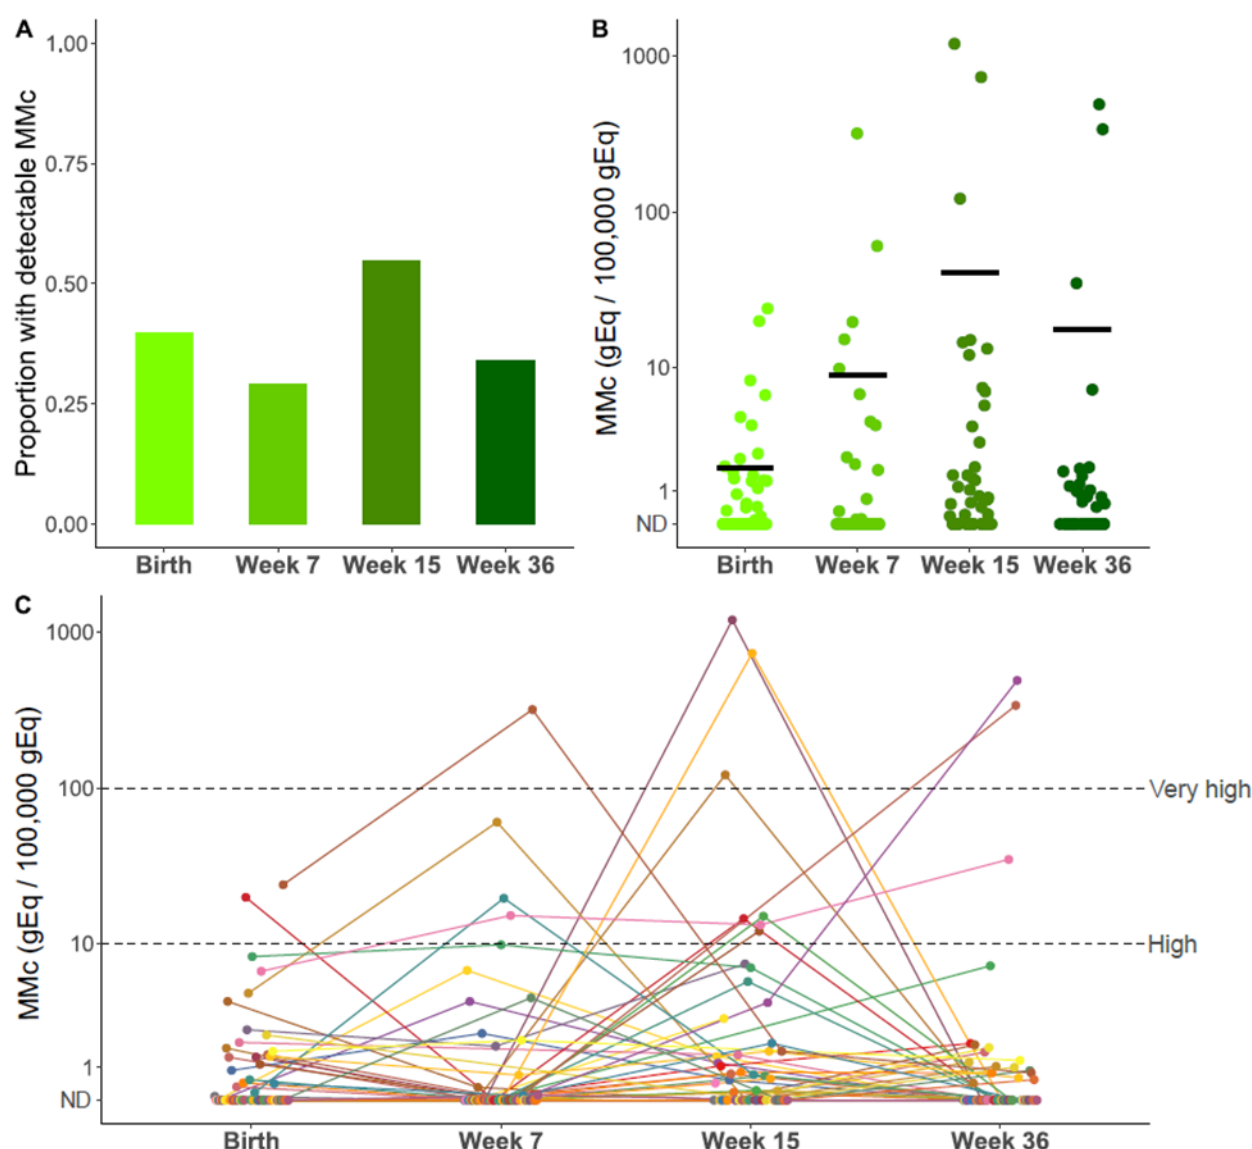 A
Proportion with detectable MMc
1.00
0.75
0.50
0.25
0.00
Birth
Week 7
Week 15
Week 36
B
MMc (gEq / 100,000 gEq)
1000
100
10
1
ND
Birth
Week 7
Week 15
Week 36
C
MMc (gEq / 100,000 gEq)
1000
100
10
1
ND
Very high
High
Birth
Week 7
Week 15
Week 36